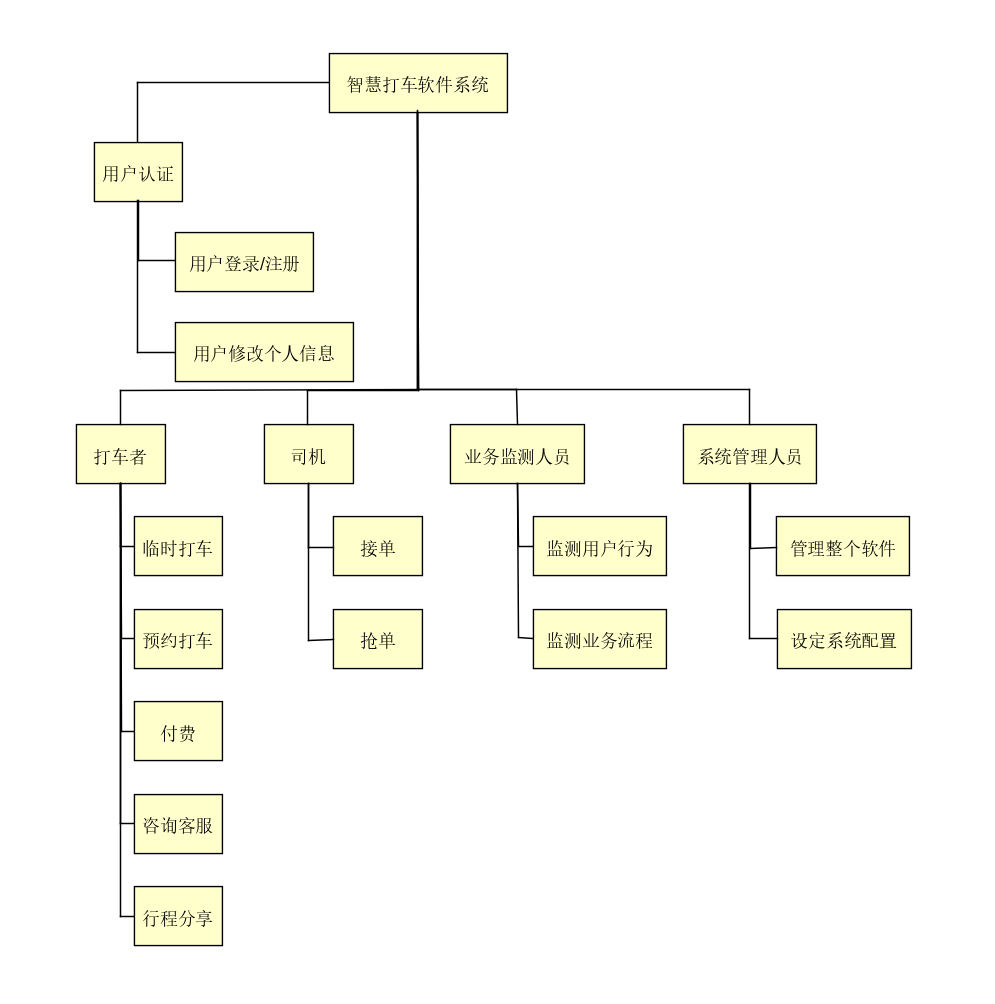 智慧打车软件系统
用户认证
用户登录/注册
用户修改个人信息
打车者
司机
业务监测人员
系统管理人员
临时打车
接单
监测用户行为
管理整个软件
预约打车
抢单
监测业务流程
设定系统配置
付费
咨询客服
行程分享